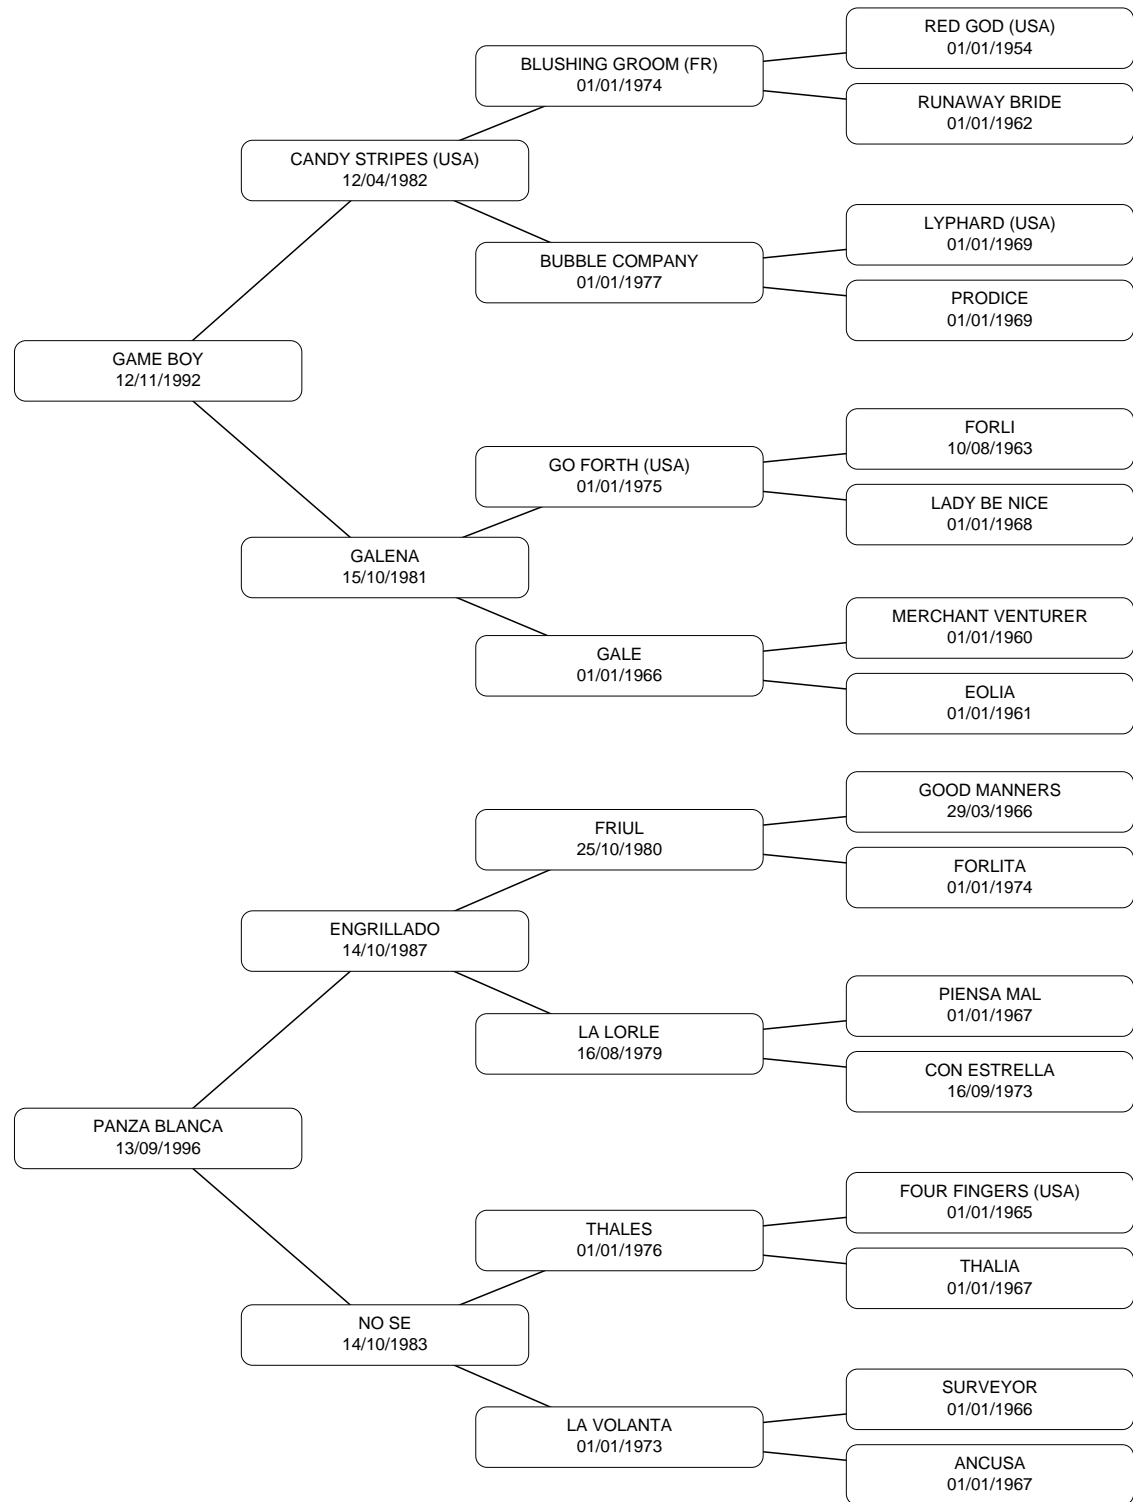 RED GOD (USA)
01/01/1954
BLUSHING GROOM (FR)
01/01/1974
RUNAWAY BRIDE
01/01/1962
CANDY STRIPES (USA)
12/04/1982
LYPHARD (USA)
01/01/1969
BUBBLE COMPANY
01/01/1977
PRODICE
01/01/1969
GAME BOY
12/11/1992
FORLI
10/08/1963
GO FORTH (USA)
01/01/1975
LADY BE NICE
01/01/1968
GALENA
15/10/1981
MERCHANT VENTURER
01/01/1960
GALE
01/01/1966
EOLIA
01/01/1961
GOOD MANNERS
29/03/1966
FRIUL
25/10/1980
FORLITA
01/01/1974
ENGRILLADO
14/10/1987
PIENSA MAL
01/01/1967
LA LORLE
16/08/1979
CON ESTRELLA
16/09/1973
PANZA BLANCA
13/09/1996
FOUR FINGERS (USA)
01/01/1965
THALES
01/01/1976
THALIA
01/01/1967
NO SE
14/10/1983
SURVEYOR
01/01/1966
LA VOLANTA
01/01/1973
ANCUSA
01/01/1967